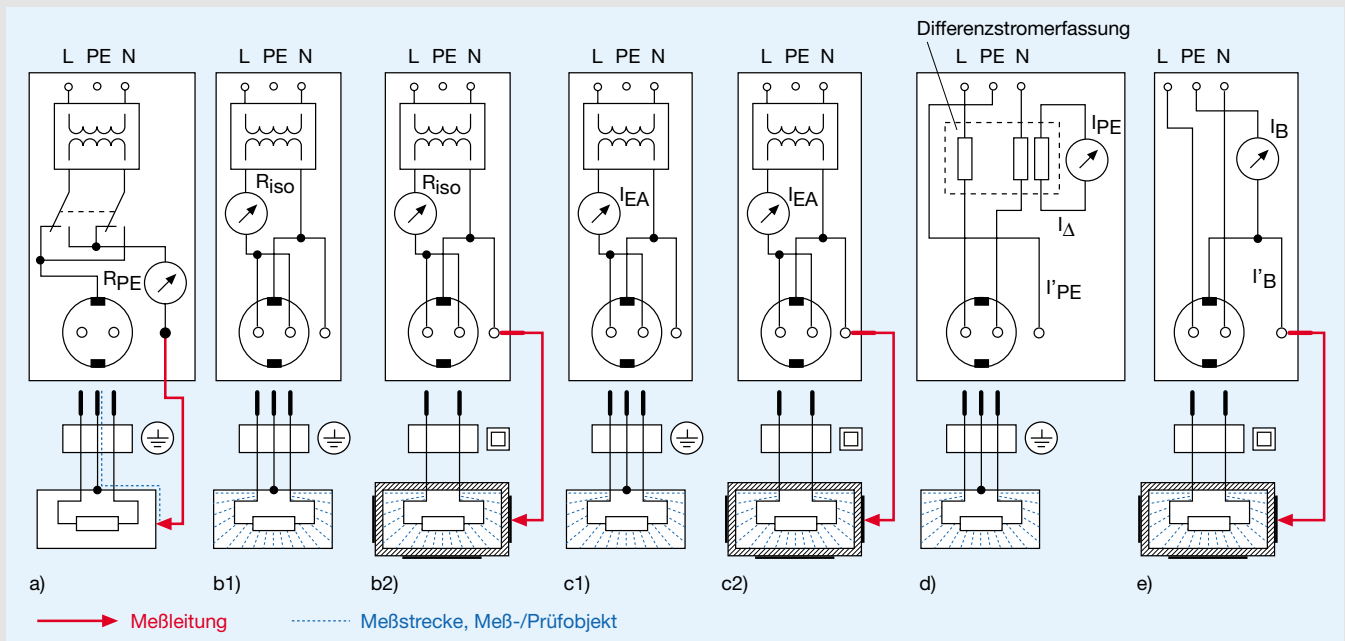 Differenzstromerfassung
L PE N
L PE N
L PE N
L PE N
L PE N
L PE N
L PE N
RPE
Riso
Riso
IEA
IEA
IPE
IΔ
I'PE
IB
I'B
a)
b1)
b2)
c1)
c2)
d)
e)
Meßleitung
Meßstrecke, Meß-/Prüfobjekt